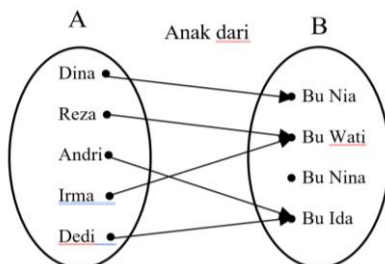 A
Anak dari
B
Dina
Reza
Andri
Irma
Dedi
Bu Nia
Bu Wati
Bu Nina
Bu Ida